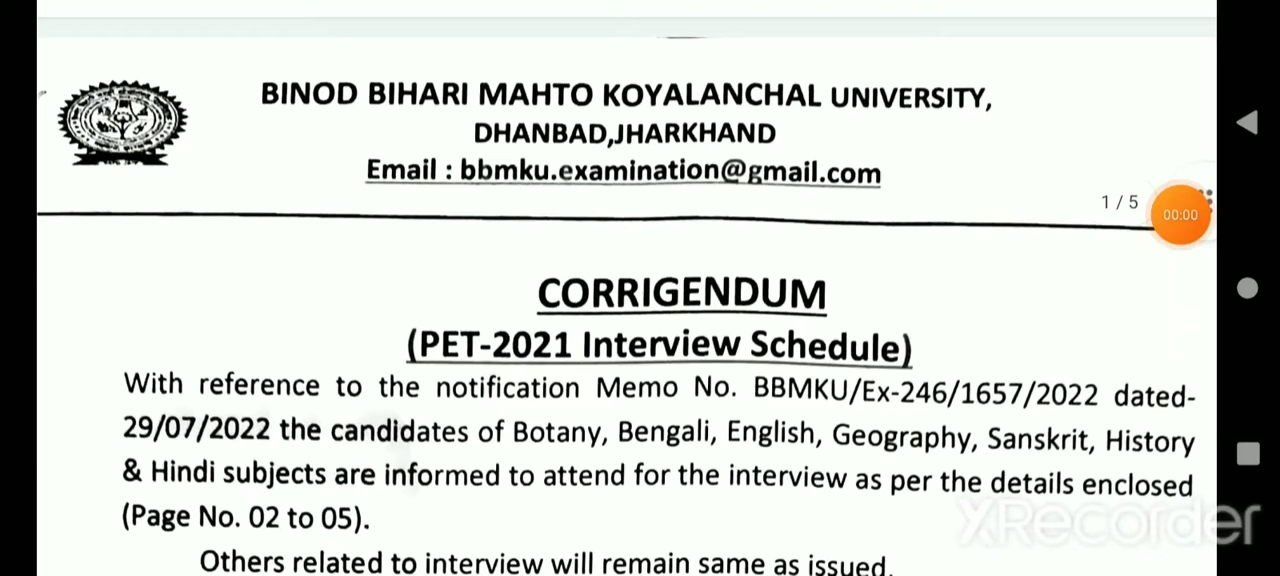 BINOD BIHARI MAHTO KOYALANCHAL UNIVERSITY,
DHANBAD,JHARKHAND
Email : bbmku.examination@gmail.com
1 / 5
00:00
CORRIGENDUM
(PET-2021 Interview Schedule)
With reference to the notification Memo No. BBMKU/Ex-246/1657/2022 dated-
29/07/2022 the candidates of Botany, Bengali, English, Geography, Sanskrit, History
& Hindi subjects are informed to attend for the interview as per the details enclosed
(Page No. 02 to 05).
XRecorder
Others related to interview will remain same as issued.